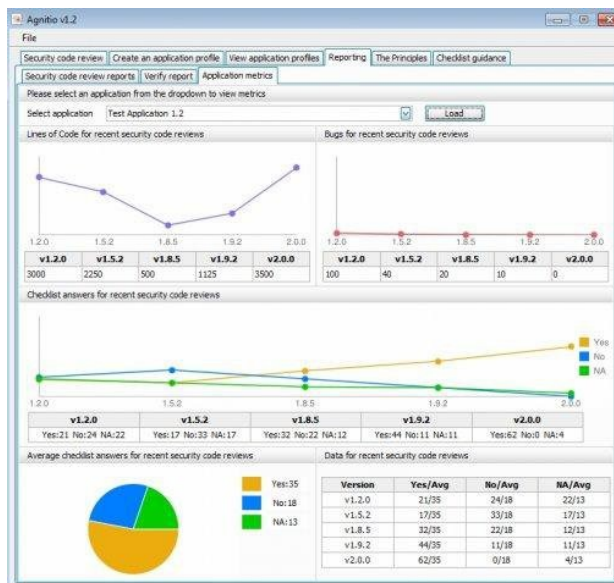 Agnitio v1.2
File
Security code review Create an application profile View application profiles Reporting The Principles Checklist guidance
Security code review reports Verify report Application metrics
Please select an application from the dropdown to view metrics
Select application Test Application 1.2 Load
Lines of Code for recent security code reviews
1.2.0 1.5.2 1.8.5 1.9.2 2.0.0
v1.2.0 v1.5.2 v1.8.5 v1.9.2 v2.0.0
3000 2250 500 1125 3500
Bugs for recent security code reviews
1.2.0 1.5.2 1.8.5 1.9.2 2.0.0
v1.2.0 v1.5.2 v1.8.5 v1.9.2 v2.0.0
100 40 20 10 0
Checklist answers for recent security code reviews
Yes
No
NA
1.2.0 1.5.2 1.8.5 1.9.2 2.0.0
v1.2.0 v1.5.2 v1.8.5 v1.9.2 v2.0.0
Yes:21 No:24 NA:22 Yes:17 No:33 NA:17 Yes:32 No:22 NA:12 Yes:44 No:11 NA:11 Yes:62 No:0 NA:4
Average checklist answers for recent security code reviews
Yes:35
No:18
NA:13
Data for recent security code reviews
Version Yes/Avg No/Avg NA/Avg
v1.2.0 21/35 24/18 22/13
v1.5.2 17/35 33/18 17/13
v1.8.5 32/35 22/18 12/13
v1.9.2 44/35 11/18 11/13
v2.0.0 62/35 0/18 4/13